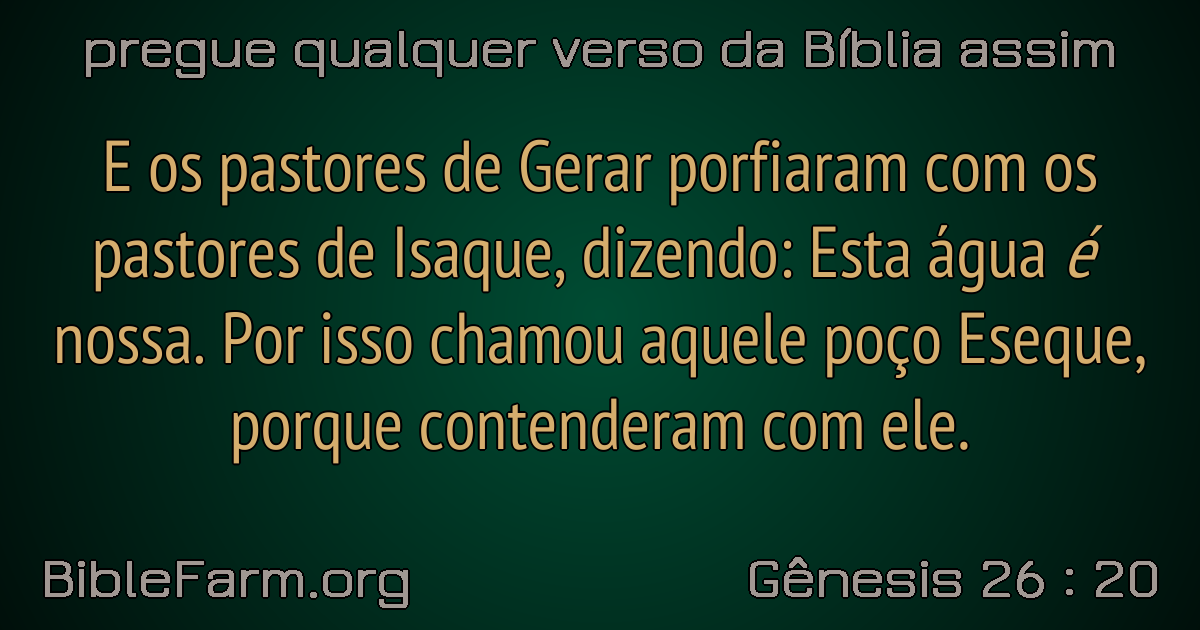 pregue qualquer verso da Bíblia assim
E os pastores de Gerar porfiaram com os
pastores de Isaque, dizendo: Esta água é
nossa. Por isso chamou aquele poço Eseque,
porque contenderam com ele.
BibleFarm.org
Gênesis 26 : 20